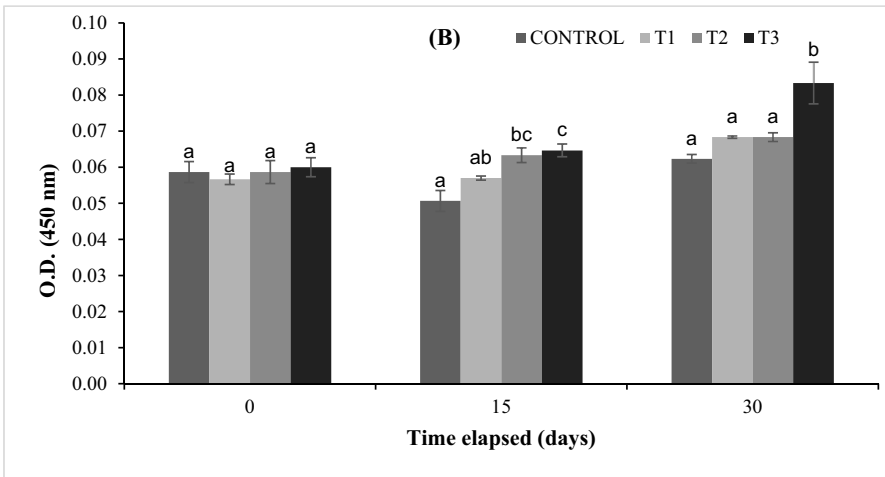 (B)
CONTROL T1 T2 T3
0.10
0.09
0.08
0.07
0.06
0.05
0.04
0.03
0.02
0.01
0.00
O.D. (450 nm)
a a a a
a ab bc c
a a a b
0 15 30
Time elapsed (days)